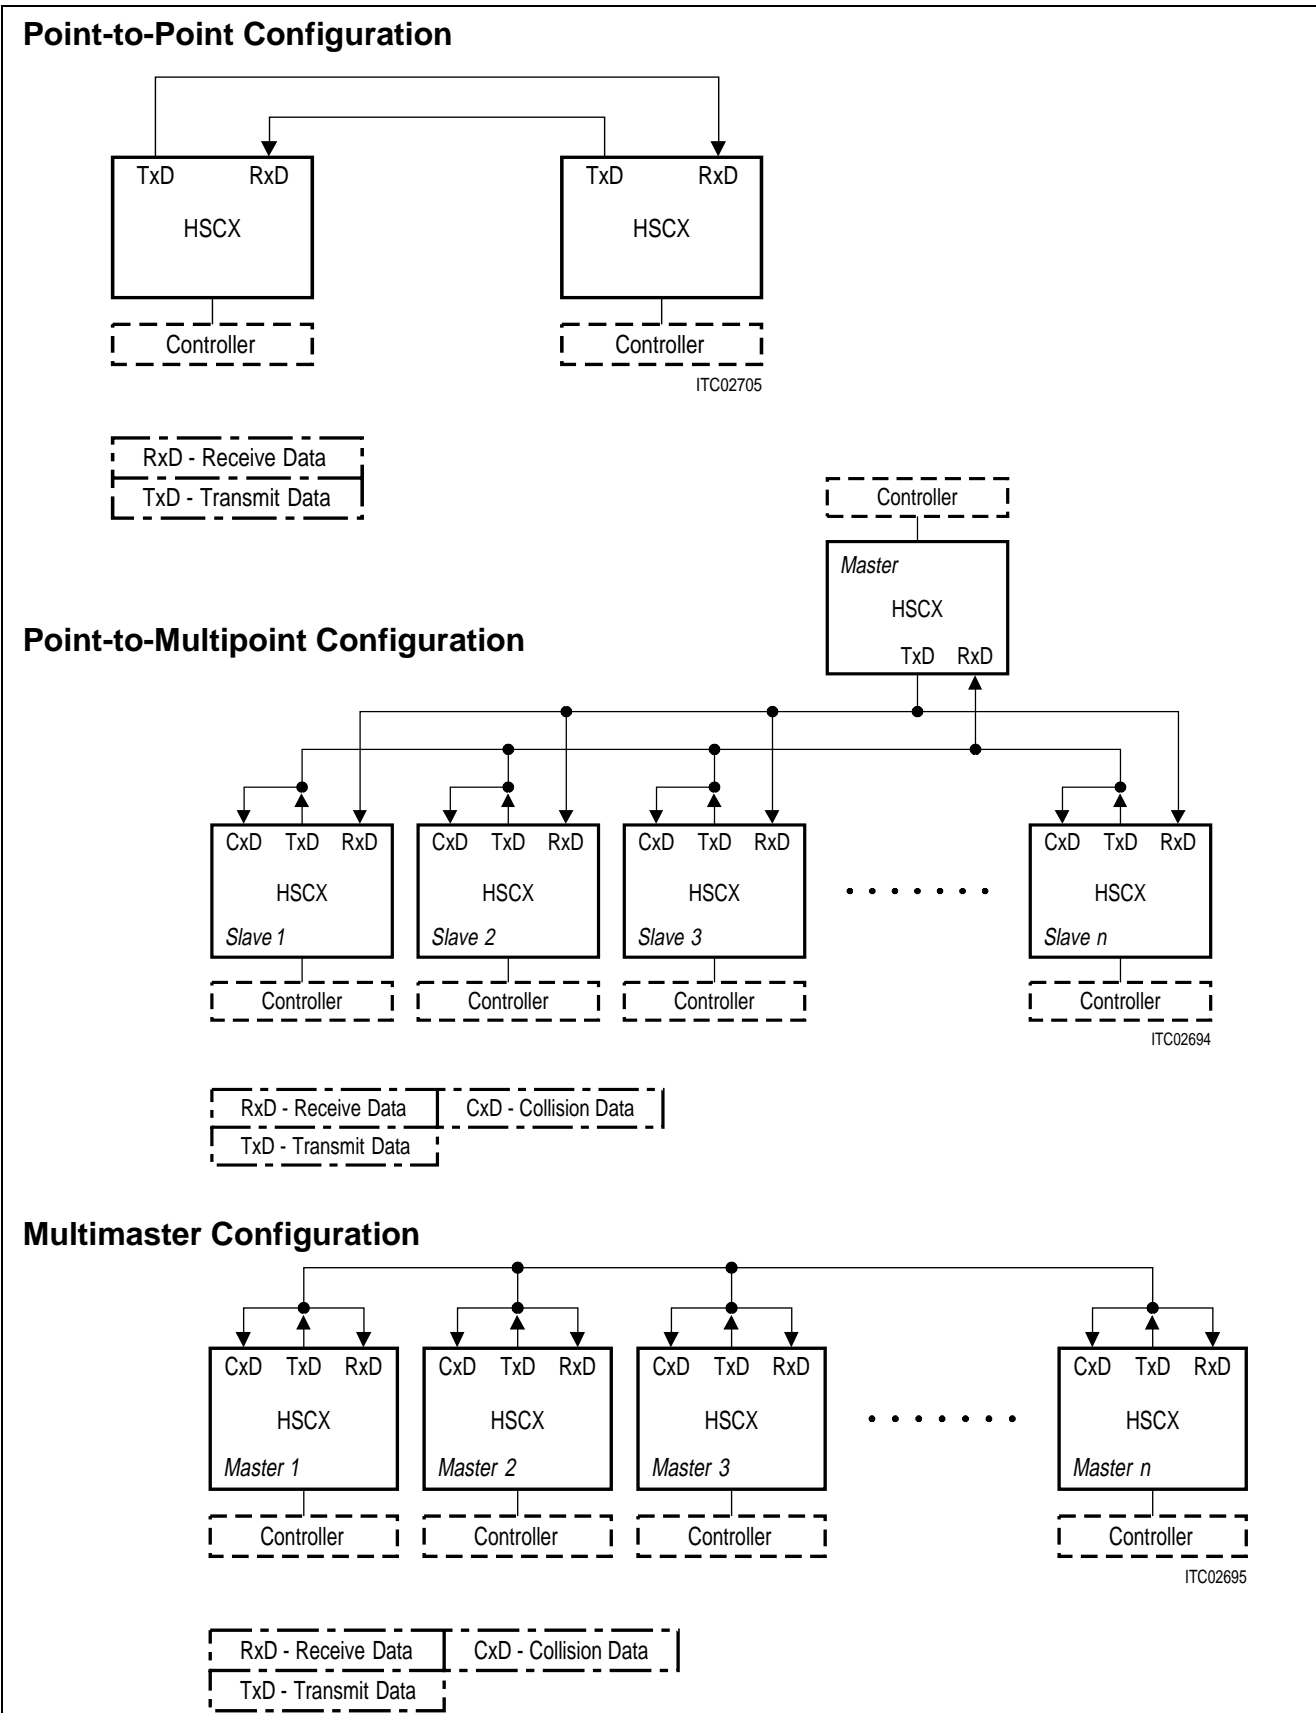 Point-to-Point Configuration
TxD RxD TxD RxD
HSCX HSCX
Controller Controller
ITC02705
RxD - Receive Data
TxD - Transmit Data
Controller
Master
HSCX
TxD RxD
Point-to-Multipoint Configuration
CxD TxD RxD CxD TxD RxD CxD TxD RxD CxD TxD RxD
HSCX HSCX HSCX HSCX
Slave 1 Slave 2 Slave 3 Slave n
Controller Controller Controller Controller
ITC02694
RxD - Receive Data CxD - Collision Data
TxD - Transmit Data
Multimaster Configuration
CxD TxD RxD CxD TxD RxD CxD TxD RxD CxD TxD RxD
HSCX HSCX HSCX HSCX
Master 1 Master 2 Master 3 Master n
Controller Controller Controller Controller
ITC02695
RxD - Receive Data CxD - Collision Data
TxD - Transmit Data